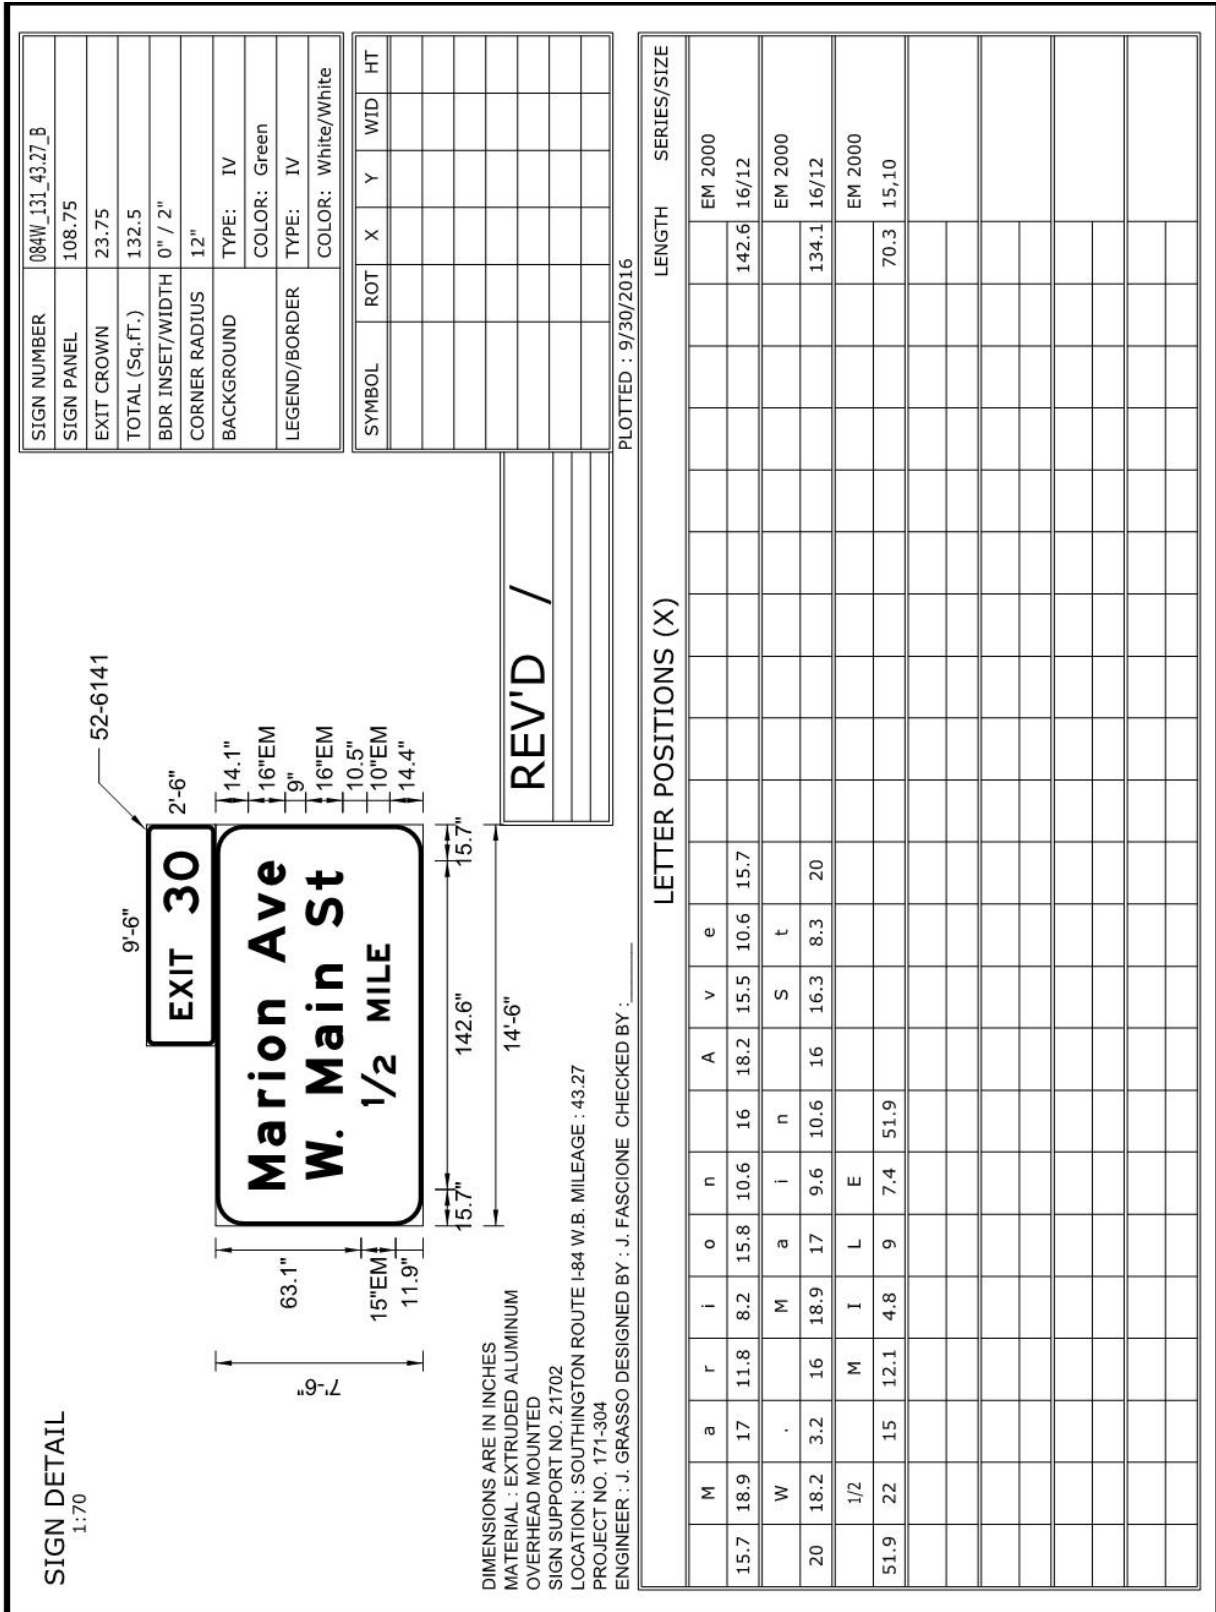 SIGN DETAIL
1:70
52-6141
9'-6"
2'-6"
EXIT 30
Marion Ave
W. Main St
1/2 MILE
14.1"
16"EM
9"
16"EM
10.5"
10"EM
14.4"
63.1"
15"EM
11.9"
7'-6"
15.7" 142.6" 15.7"
14'-6"
SIGN NUMBER 084W_131_43.27_B
SIGN PANEL 108.75
EXIT CROWN 23.75
TOTAL (Sq.fT.) 132.5
BDR INSET/WIDTH 0" / 2"
CORNER RADIUS 12"
BACKGROUND TYPE: IV
COLOR: Green
LEGEND/BORDER TYPE: IV
COLOR: White/White
SYMBOL ROT X Y WID HT
DIMENSIONS ARE IN INCHES
MATERIAL : EXTRUDED ALUMINUM
OVERHEAD MOUNTED
SIGN SUPPORT NO. 21702
LOCATION : SOUTHINGTON ROUTE I-84 W.B. MILEAGE : 43.27
PROJECT NO. 171-304
ENGINEER : J. GRASSO DESIGNED BY : J. FASCIONE CHECKED BY :______
REV'D /
PLOTTED : 9/30/2016
LETTER POSITIONS (X) LENGTH SERIES/SIZE
M a r i o n A v e EM 2000
15.7 18.9 17 11.8 8.2 15.8 10.6 16 18.2 15.5 10.6 15.7 142.6 16/12
W . M a i n S t EM 2000
20 18.2 3.2 16 18.9 17 9.6 10.6 16 16.3 8.3 20 134.1 16/12
1/2 M I L E EM 2000
51.9 22 15 12.1 4.8 9 7.4 51.9 70.3 15,10